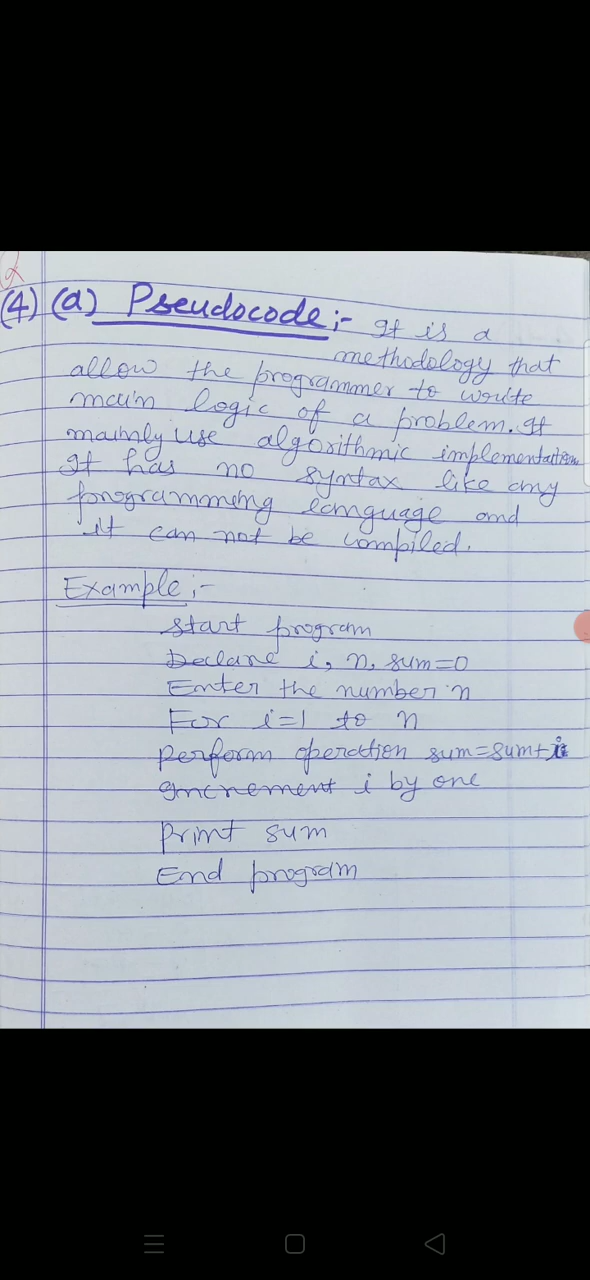 (4) (a) Pseudocode :- It is a
methodology that
allow the programmer to write
main logic of a problem. It
mainly use algorithmic implementation
It has no syntax like any
programming language and
it can not be compiled.
Example :-
Start program
Declare i, n, sum=0
Enter the number n
For i=1 to n
perform operation sum=sum+i
Increment i by one
Print sum
End program